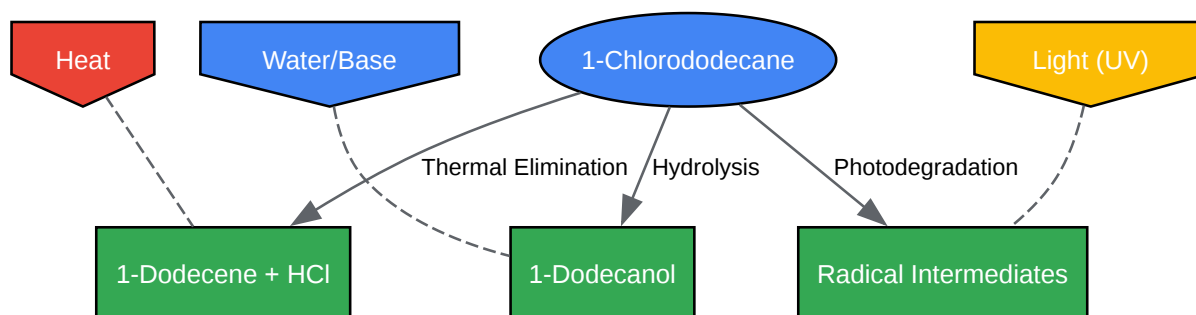 Heat
Water/Base
1-Chlorododecane
Light (UV)
Thermal Elimination
Hydrolysis
Photodegradation
1-Dodecene + HCl
1-Dodecanol
Radical Intermediates